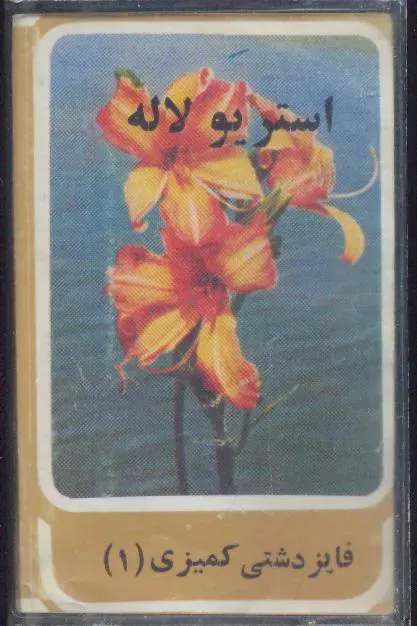 استریو لاله
فایز دشتی کمیزی (۱)